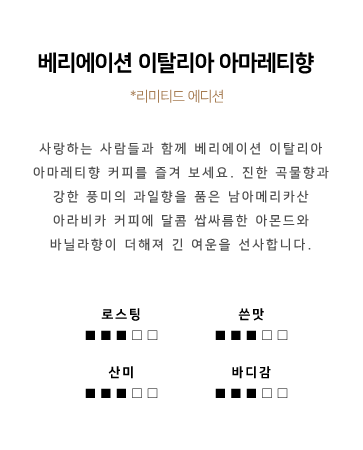 베리에이션 이탈리아 아마레티향
*리미티드 에디션
사랑하는 사람들과 함께 베리에이션 이탈리아
아마레티향 커피를 즐겨 보세요. 진한 곡물향과
강한 풍미의 과일향을 품은 남아메리카산
아라비카 커피에 달콤 쌉싸름한 아몬드와
바닐라향이 더해져 긴 여운을 선사합니다.
로스팅 쓴맛
■■■□□ ■■■□□
산미 바디감
■■■□□ ■■■□□